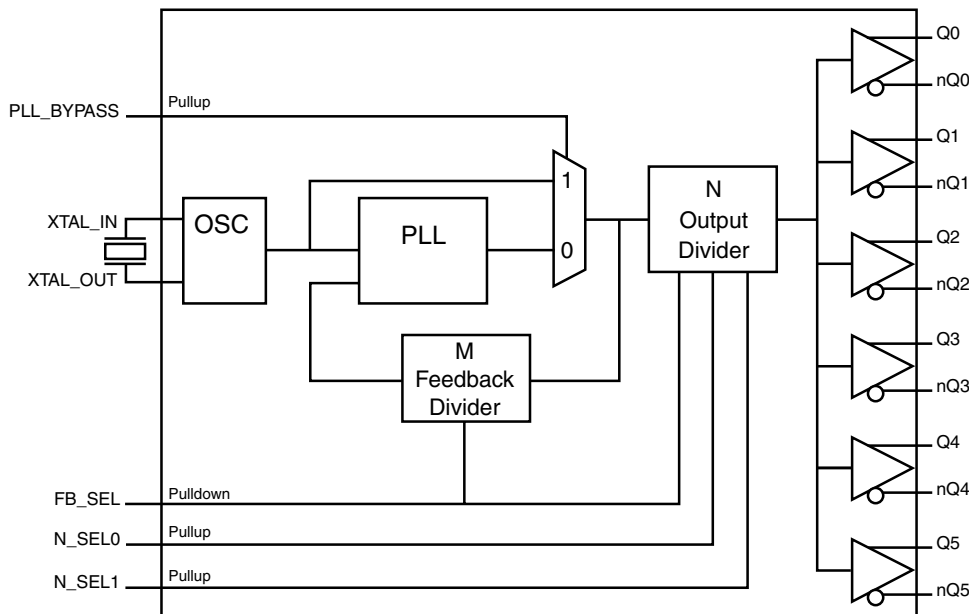 PLL_BYPASS
Pullup
XTAL_IN
XTAL_OUT
OSC
PLL
1
0
M
Feedback
Divider
N
Output
Divider
FB_SEL
Pulldown
N_SEL0
Pullup
N_SEL1
Pullup
Q0
nQ0
Q1
nQ1
Q2
nQ2
Q3
nQ3
Q4
nQ4
Q5
nQ5